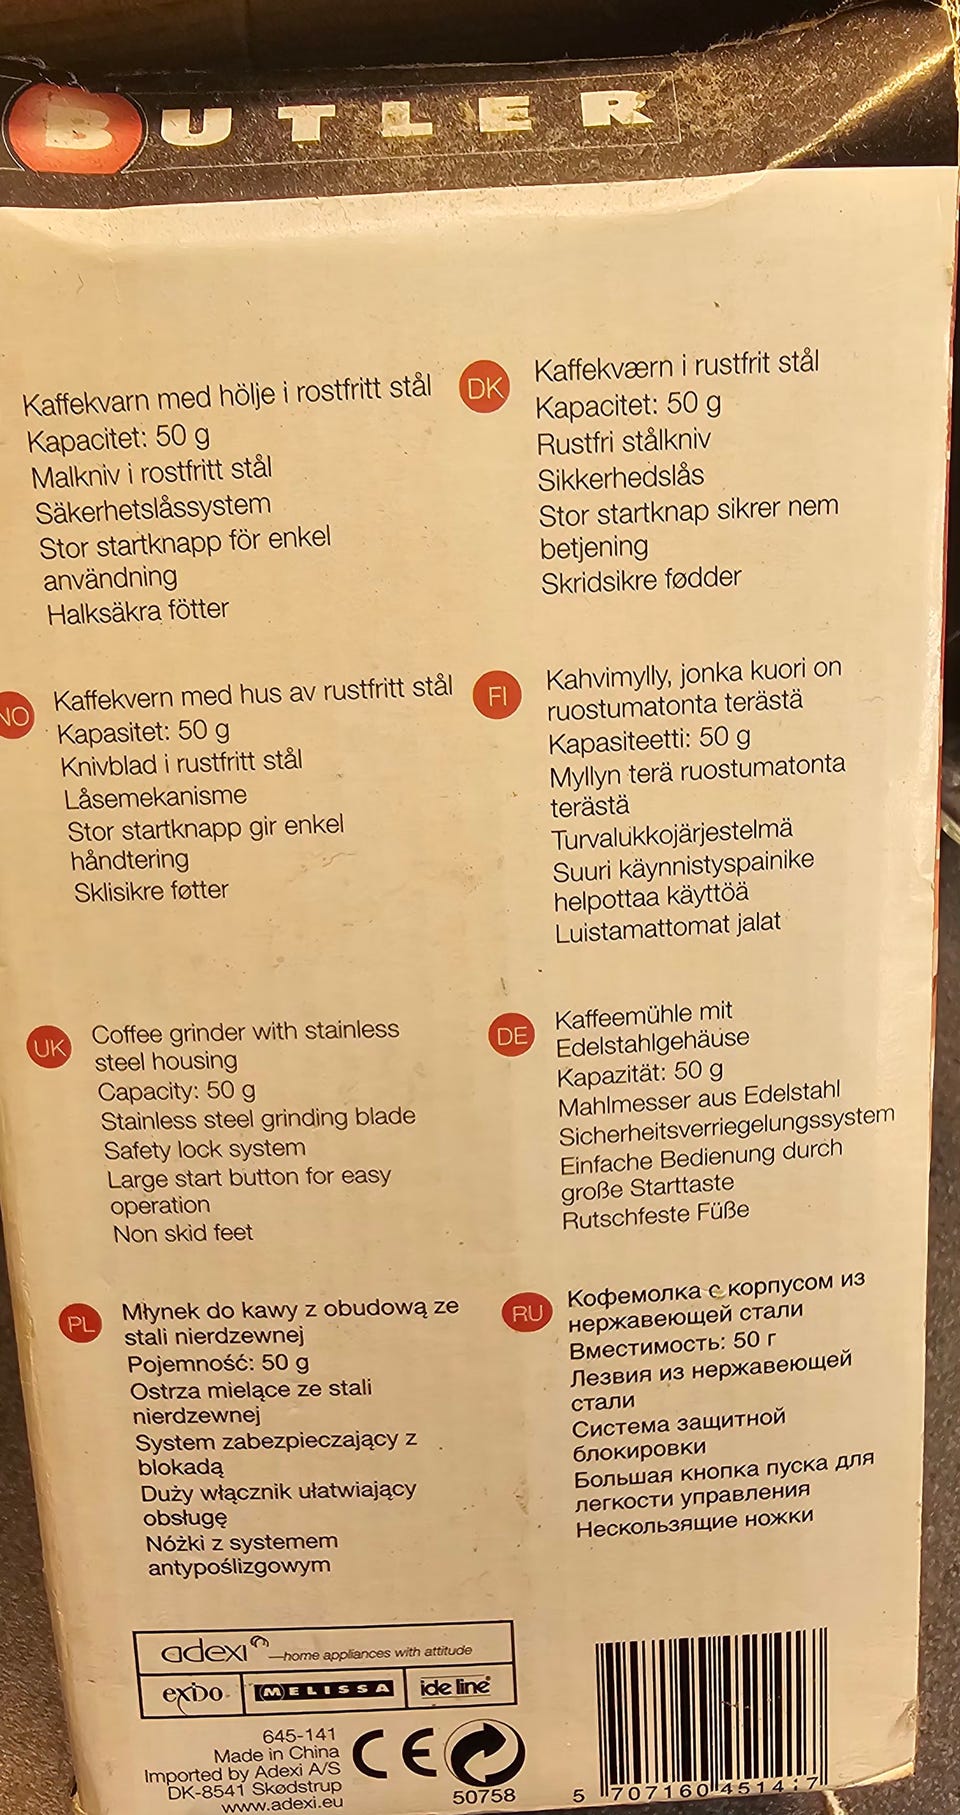 BUTLER
Kaffekvarn med hölje i rostfritt stål
Kapacitet: 50 g
Malkniv i rostfritt stål
Säkerhetslåssystem
Stor startknapp för enkel
användning
Halksäkra fötter
DK
Kaffekværn i rustfrit stål
Kapacitet: 50 g
Rustfri stålkniv
Sikkerhedslås
Stor startknap sikrer nem
betjening
Skridsikre fødder
NO
Kaffekvern med hus av rustfritt stål
Kapasitet: 50 g
Knivblad i rustfritt stål
Låsemekanisme
Stor startknapp gir enkel
håndtering
Sklisikre føtter
FI
Kahvimylly, jonka kuori on
ruostumatonta terästä
Kapasiteetti: 50 g
Myllyn terä ruostumatonta
terästä
Turvalukkojärjestelmä
Suuri käynnistyspainike
helpottaa käyttöä
Luistamattomat jalat
UK
Coffee grinder with stainless
steel housing
Capacity: 50 g
Stainless steel grinding blade
Safety lock system
Large start button for easy
operation
Non skid feet
DE
Kaffeemühle mit
Edelstahlgehäuse
Kapazität: 50 g
Mahlmesser aus Edelstahl
Sicherheitsverriegelungssystem
Einfache Bedienung durch
große Starttaste
Rutschfeste Füße
PL
Młynek do kawy z obudową ze
stali nierdzewnej
Pojemność: 50 g
Ostrza mielące ze stali
nierdzewnej
System zabezpieczający z
blokadą
Duży włącznik ułatwiający
obsługę
Nóżki z systemem
antypoślizgowym
RU
Кофемолка с корпусом из
нержавеющей стали
Вместимость: 50 г
Лезвия из нержавеющей
стали
Система защитной
блокировки
Большая кнопка пуска для
легкости управления
Нескользящие ножки
adexi —home appliances with attitude
exido MELISSA ide line
645-141
Made in China
Imported by Adexi A/S
DK-8541 Skødstrup
www.adexi.eu
CE
50758
5 707160 451417